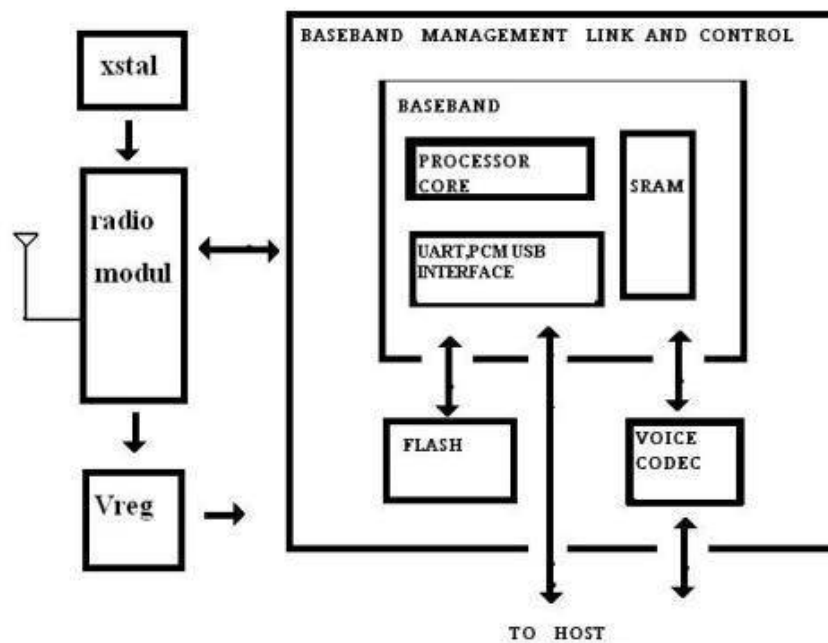 xstal
radio
modul
Vreg
BASEBAND MANAGEMENT LINK AND CONTROL
BASEBAND
PROCESSOR
CORE
SRAM
UART,PCM USB
INTERFACE
FLASH
VOICE
CODEC
TO HOST